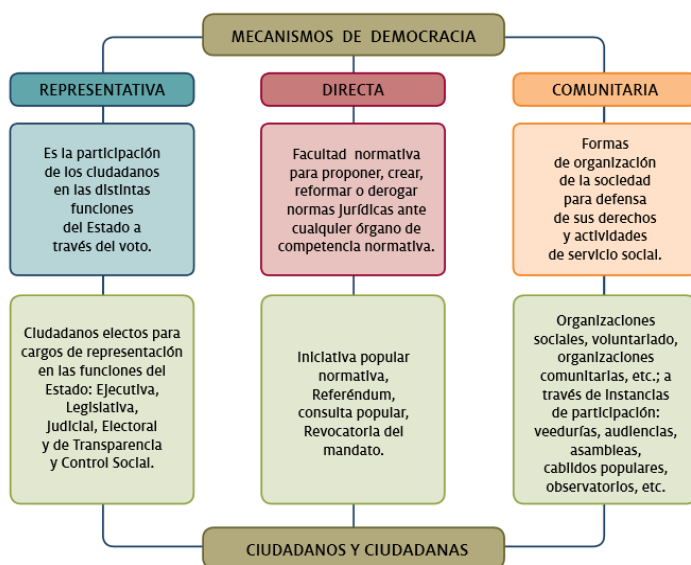 MECANISMOS DE DEMOCRACIA
REPRESENTATIVA
Es la participación
de los ciudadanos
en las distintas
funciones
del Estado a
través del voto.
Ciudadanos electos para
cargos de representación
en las funciones del
Estado: Ejecutiva,
Legislativa,
Judicial, Electoral
y de Transparencia
y Control Social.
DIRECTA
Facultad normativa
para proponer, crear,
reformar o derogar
normas jurídicas ante
cualquier órgano de
competencia normativa.
Iniciativa popular
normativa,
Referéndum,
consulta popular,
Revocatoria del
mandato.
COMUNITARIA
Formas
de organización
de la sociedad
para defensa
de sus derechos
y actividades
de servicio social.
Organizaciones
sociales, voluntariado,
organizaciones
comunitarias, etc.; a
través de instancias
de participación:
veedurías, audiencias,
asambleas,
cabildos populares,
observatorios, etc.
CIUDADANOS Y CIUDADANAS